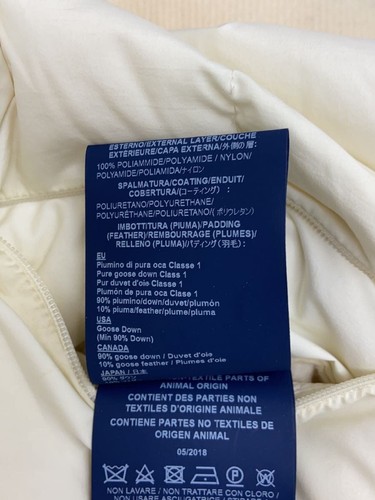 ESTERNO/EXTERNAL LAYER/COUCHE
EXTÉRIEURE/CAPA EXTERNA/外側の層:
100% POLIAMMIDE/POLYAMIDE / NYLON/
POLYAMIDE/POLIAMIDA/ナイロン
SPALMATURA/COATING/ENDUIT/
COBERTURA/(コーティング) :
POLIURETANO/POLYURETHANE/
POLYURÉTHANE/POLIURETANO/( ポリウレタン)
IMBOTTITURA (PIUMA)/PADDING
(FEATHER)/REMBOURRAGE (PLUMES)/
RELLENO (PLUMA)/パディング (羽毛) :
EU
Piumino di pura oca Classe 1
Pure goose down Class 1
Pur duvet d'oie Classe 1
Plumón de pura oca Clase 1
90% piumino/down/duvet/plumón
10% piuma/feather/plume/pluma
USA
Goose Down
(Min 90% Down)
CANADA
90% goose down / Duvet d'oie
10% goose feather / Plumes d'oie
JAPAN / 日本
TEXTILE PARTS OF
ANIMAL ORIGIN
CONTIENT DES PARTIES NON
TEXTILES D'ORIGINE ANIMALE
CONTIENE PARTES NO TEXTILES DE
ORIGEN ANIMAL
05/2018
NON LAVARE / NON